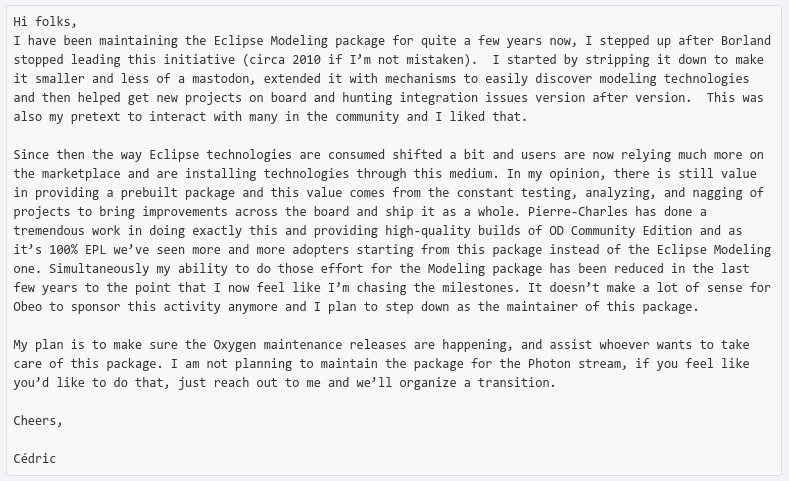 Hi folks,
I have been maintaining the Eclipse Modeling package for quite a few years now, I stepped up after Borland
stopped leading this initiative (circa 2010 if I’m not mistaken).  I started by stripping it down to make
it smaller and less of a mastodon, extended it with mechanisms to easily discover modeling technologies
and then helped get new projects on board and hunting integration issues version after version.  This was
also my pretext to interact with many in the community and I liked that.

Since then the way Eclipse technologies are consumed shifted a bit and users are now relying much more on
the marketplace and are installing technologies through this medium. In my opinion, there is still value
in providing a prebuilt package and this value comes from the constant testing, analyzing, and nagging of
projects to bring improvements across the board and ship it as a whole. Pierre-Charles has done a
tremendous work in doing exactly this and providing high-quality builds of OD Community Edition and as
it’s 100% EPL we’ve seen more and more adopters starting from this package instead of the Eclipse Modeling
one. Simultaneously my ability to do those effort for the Modeling package has been reduced in the last
few years to the point that I now feel like I’m chasing the milestones. It doesn’t make a lot of sense for
Obeo to sponsor this activity anymore and I plan to step down as the maintainer of this package.

My plan is to make sure the Oxygen maintenance releases are happening, and assist whoever wants to take
care of this package. I am not planning to maintain the package for the Photon stream, if you feel like
you’d like to do that, just reach out to me and we’ll organize a transition.

Cheers,

Cédric